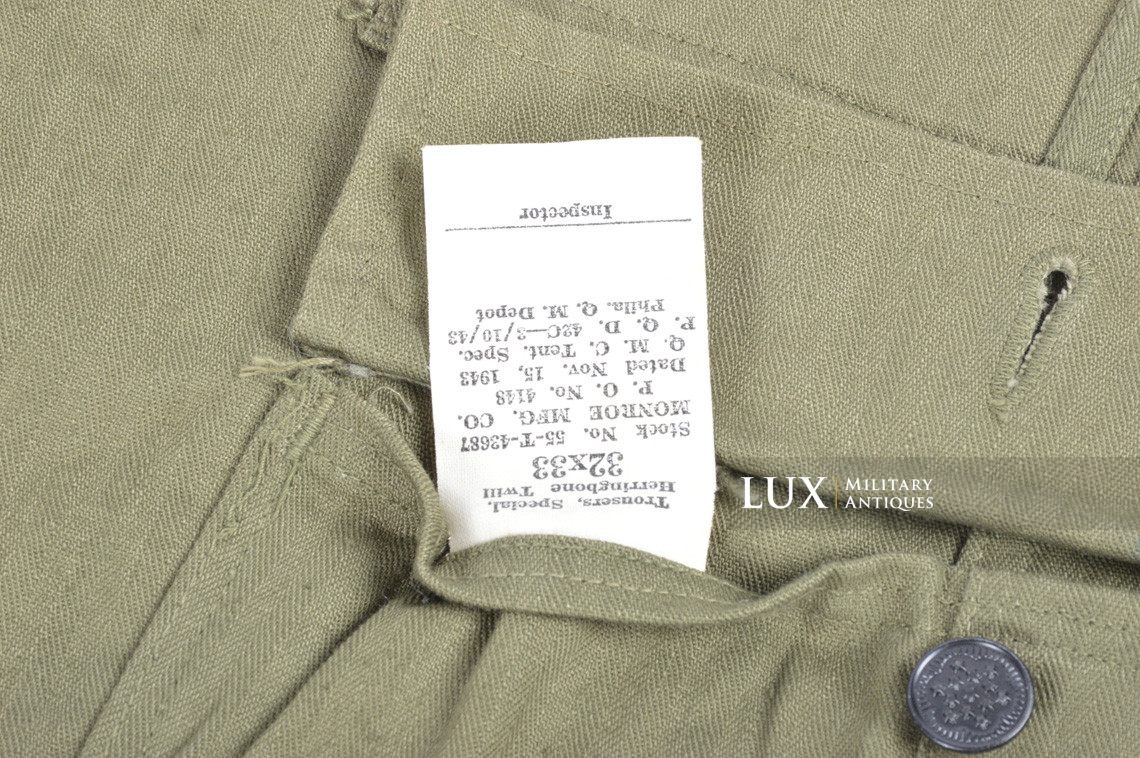 Trousers, Special,
Herringbone Twill
32x33
Stock No. 55-T-42687
MONROE MFG. CO.
P. O. No. 4148
Dated Nov. 15, 1943
Q. M. C. Tent. Spec.
P. Q. D. 42C—3/10/43
Phila. Q. M. Depot
Inspector
LUX MILITARY ANTIQUES